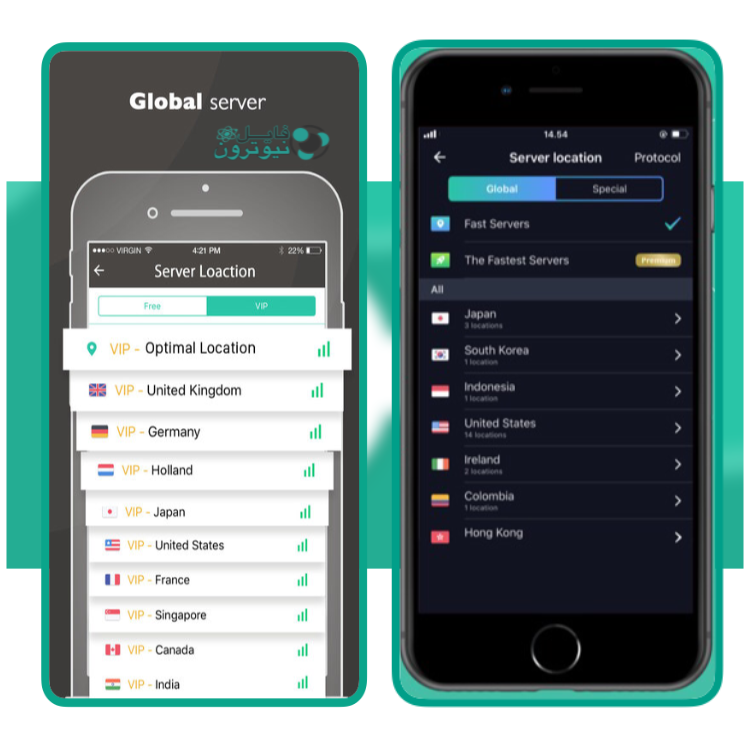 Global server
فایل
نیوترون
VIRGIN 4:21 PM 22%
Server Loaction
Free VIP
VIP - Optimal Location
VIP - United Kingdom
VIP - Germany
VIP - Holland
VIP - Japan
VIP - United States
VIP - France
VIP - Singapore
VIP - Canada
VIP - India
14.54
Server location Protocol
Global Special
Fast Servers
The Fastest Servers Premium
All
Japan
3 locations
South Korea
1 location
Indonesia
1 location
United States
14 locations
Ireland
2 locations
Colombia
1 location
Hong Kong